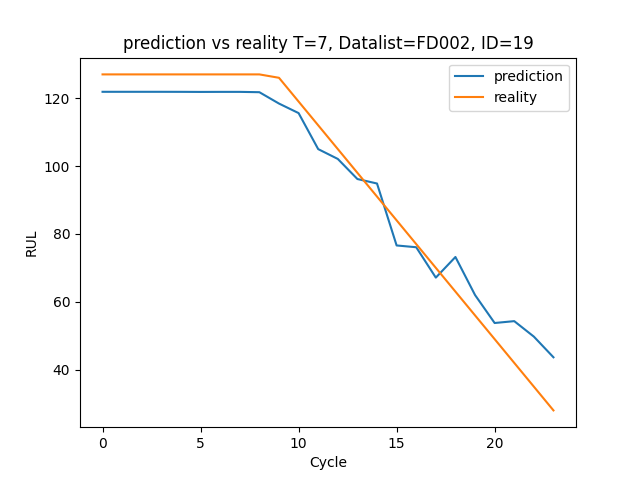 prediction vs reality T=7, Datalist=FD002, ID=19
prediction
reality
120
100
80
60
40
RUL
0 5 10 15 20
Cycle